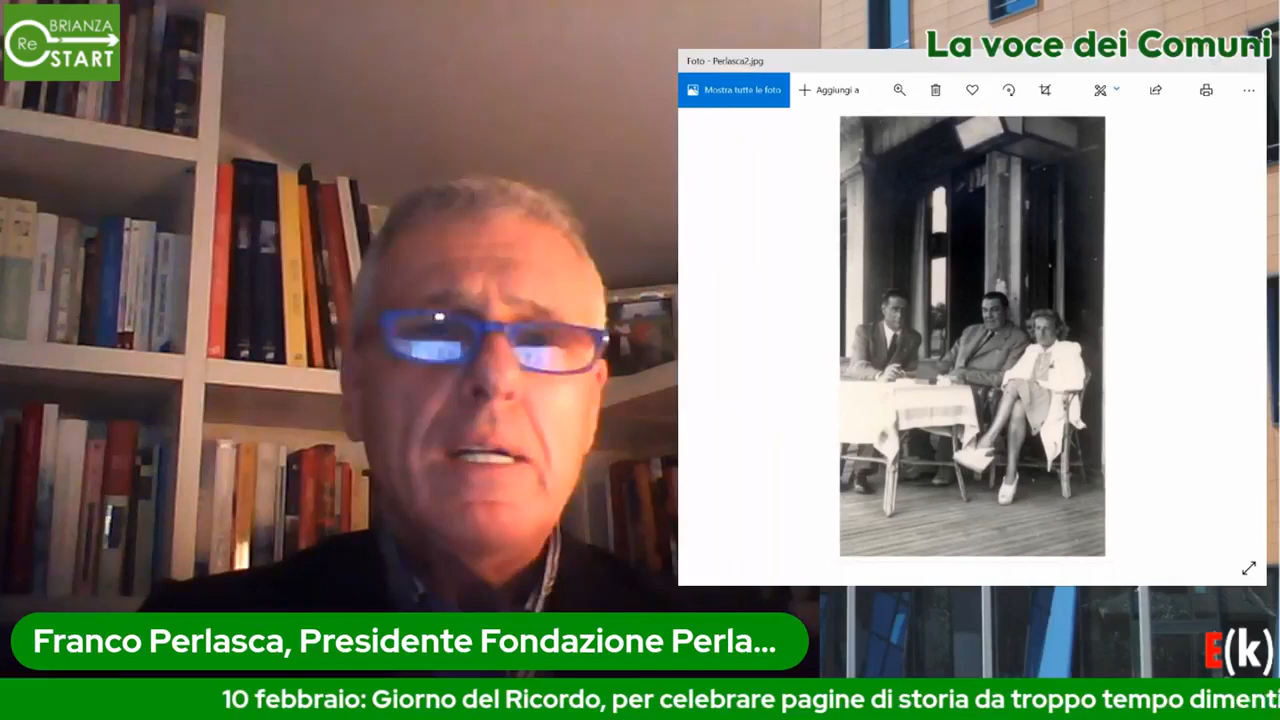 BRIANZA
Re
START
La voce dei Comuni
Foto - Perlasca2.jpg
Mostra tutte le foto
Aggiungi a
Franco Perlasca, Presidente Fondazione Perla...
E(k)
10 febbraio: Giorno del Ricordo, per celebrare pagine di storia da troppo tempo dimenti